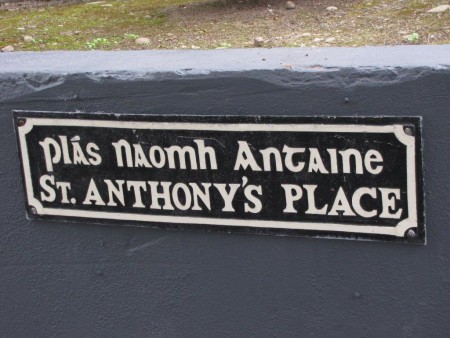 Plás Naomh Antaine
ST. ANTHONY'S PLACE